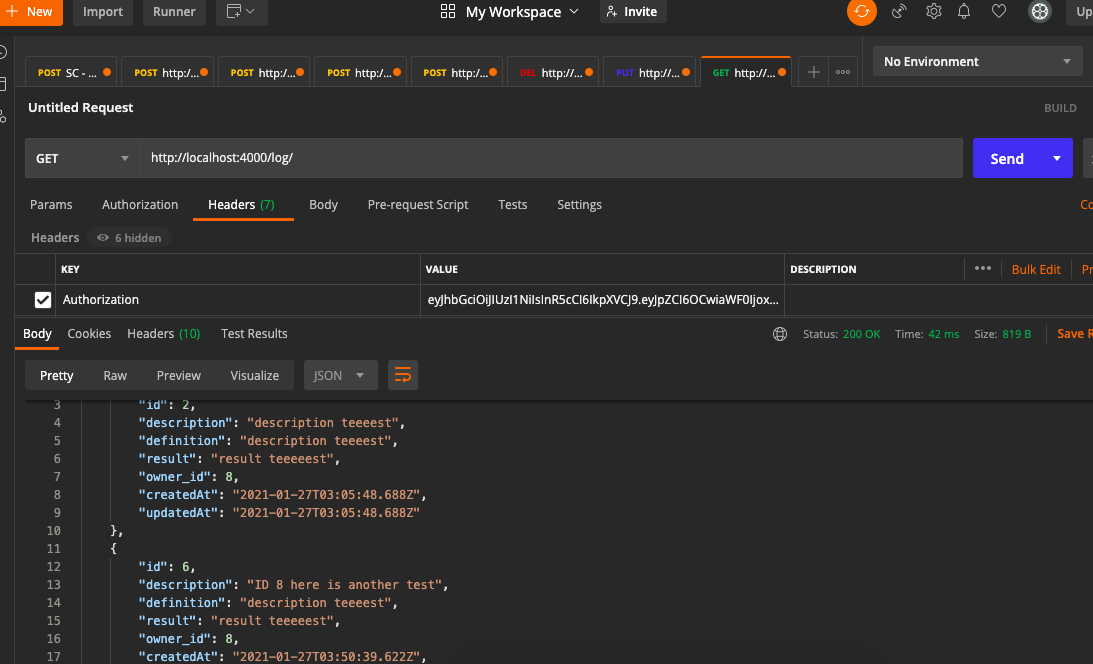 New Import Runner My Workspace Invite Up
POST SC - ... POST http:/... POST http:/... POST http:/... POST http:/... DEL http://... PUT http://... GET http://... No Environment
Untitled Request BUILD
GET http://localhost:4000/log/ Send
Params Authorization Headers (7) Body Pre-request Script Tests Settings Co
Headers 6 hidden
KEY VALUE DESCRIPTION ••• Bulk Edit Pr
Authorization eyJhbGciOiJIUzI1NiIsInR5cCI6IkpXVCJ9.eyJpZCI6OCwiaWF0Ijox...
Body Cookies Headers (10) Test Results Status: 200 OK Time: 42 ms Size: 819 B Save R
Pretty Raw Preview Visualize JSON
3 "id": 2,
4 "description": "description teeeest",
5 "definition": "description teeeest",
6 "result": "result teeeeest",
7 "owner_id": 8,
8 "createdAt": "2021-01-27T03:05:48.688Z",
9 "updatedAt": "2021-01-27T03:05:48.688Z"
10 },
11 {
12 "id": 6,
13 "description": "ID 8 here is another test",
14 "definition": "description teeeest",
15 "result": "result teeeeest",
16 "owner_id": 8,
17 "createdAt": "2021-01-27T03:50:39.622Z",